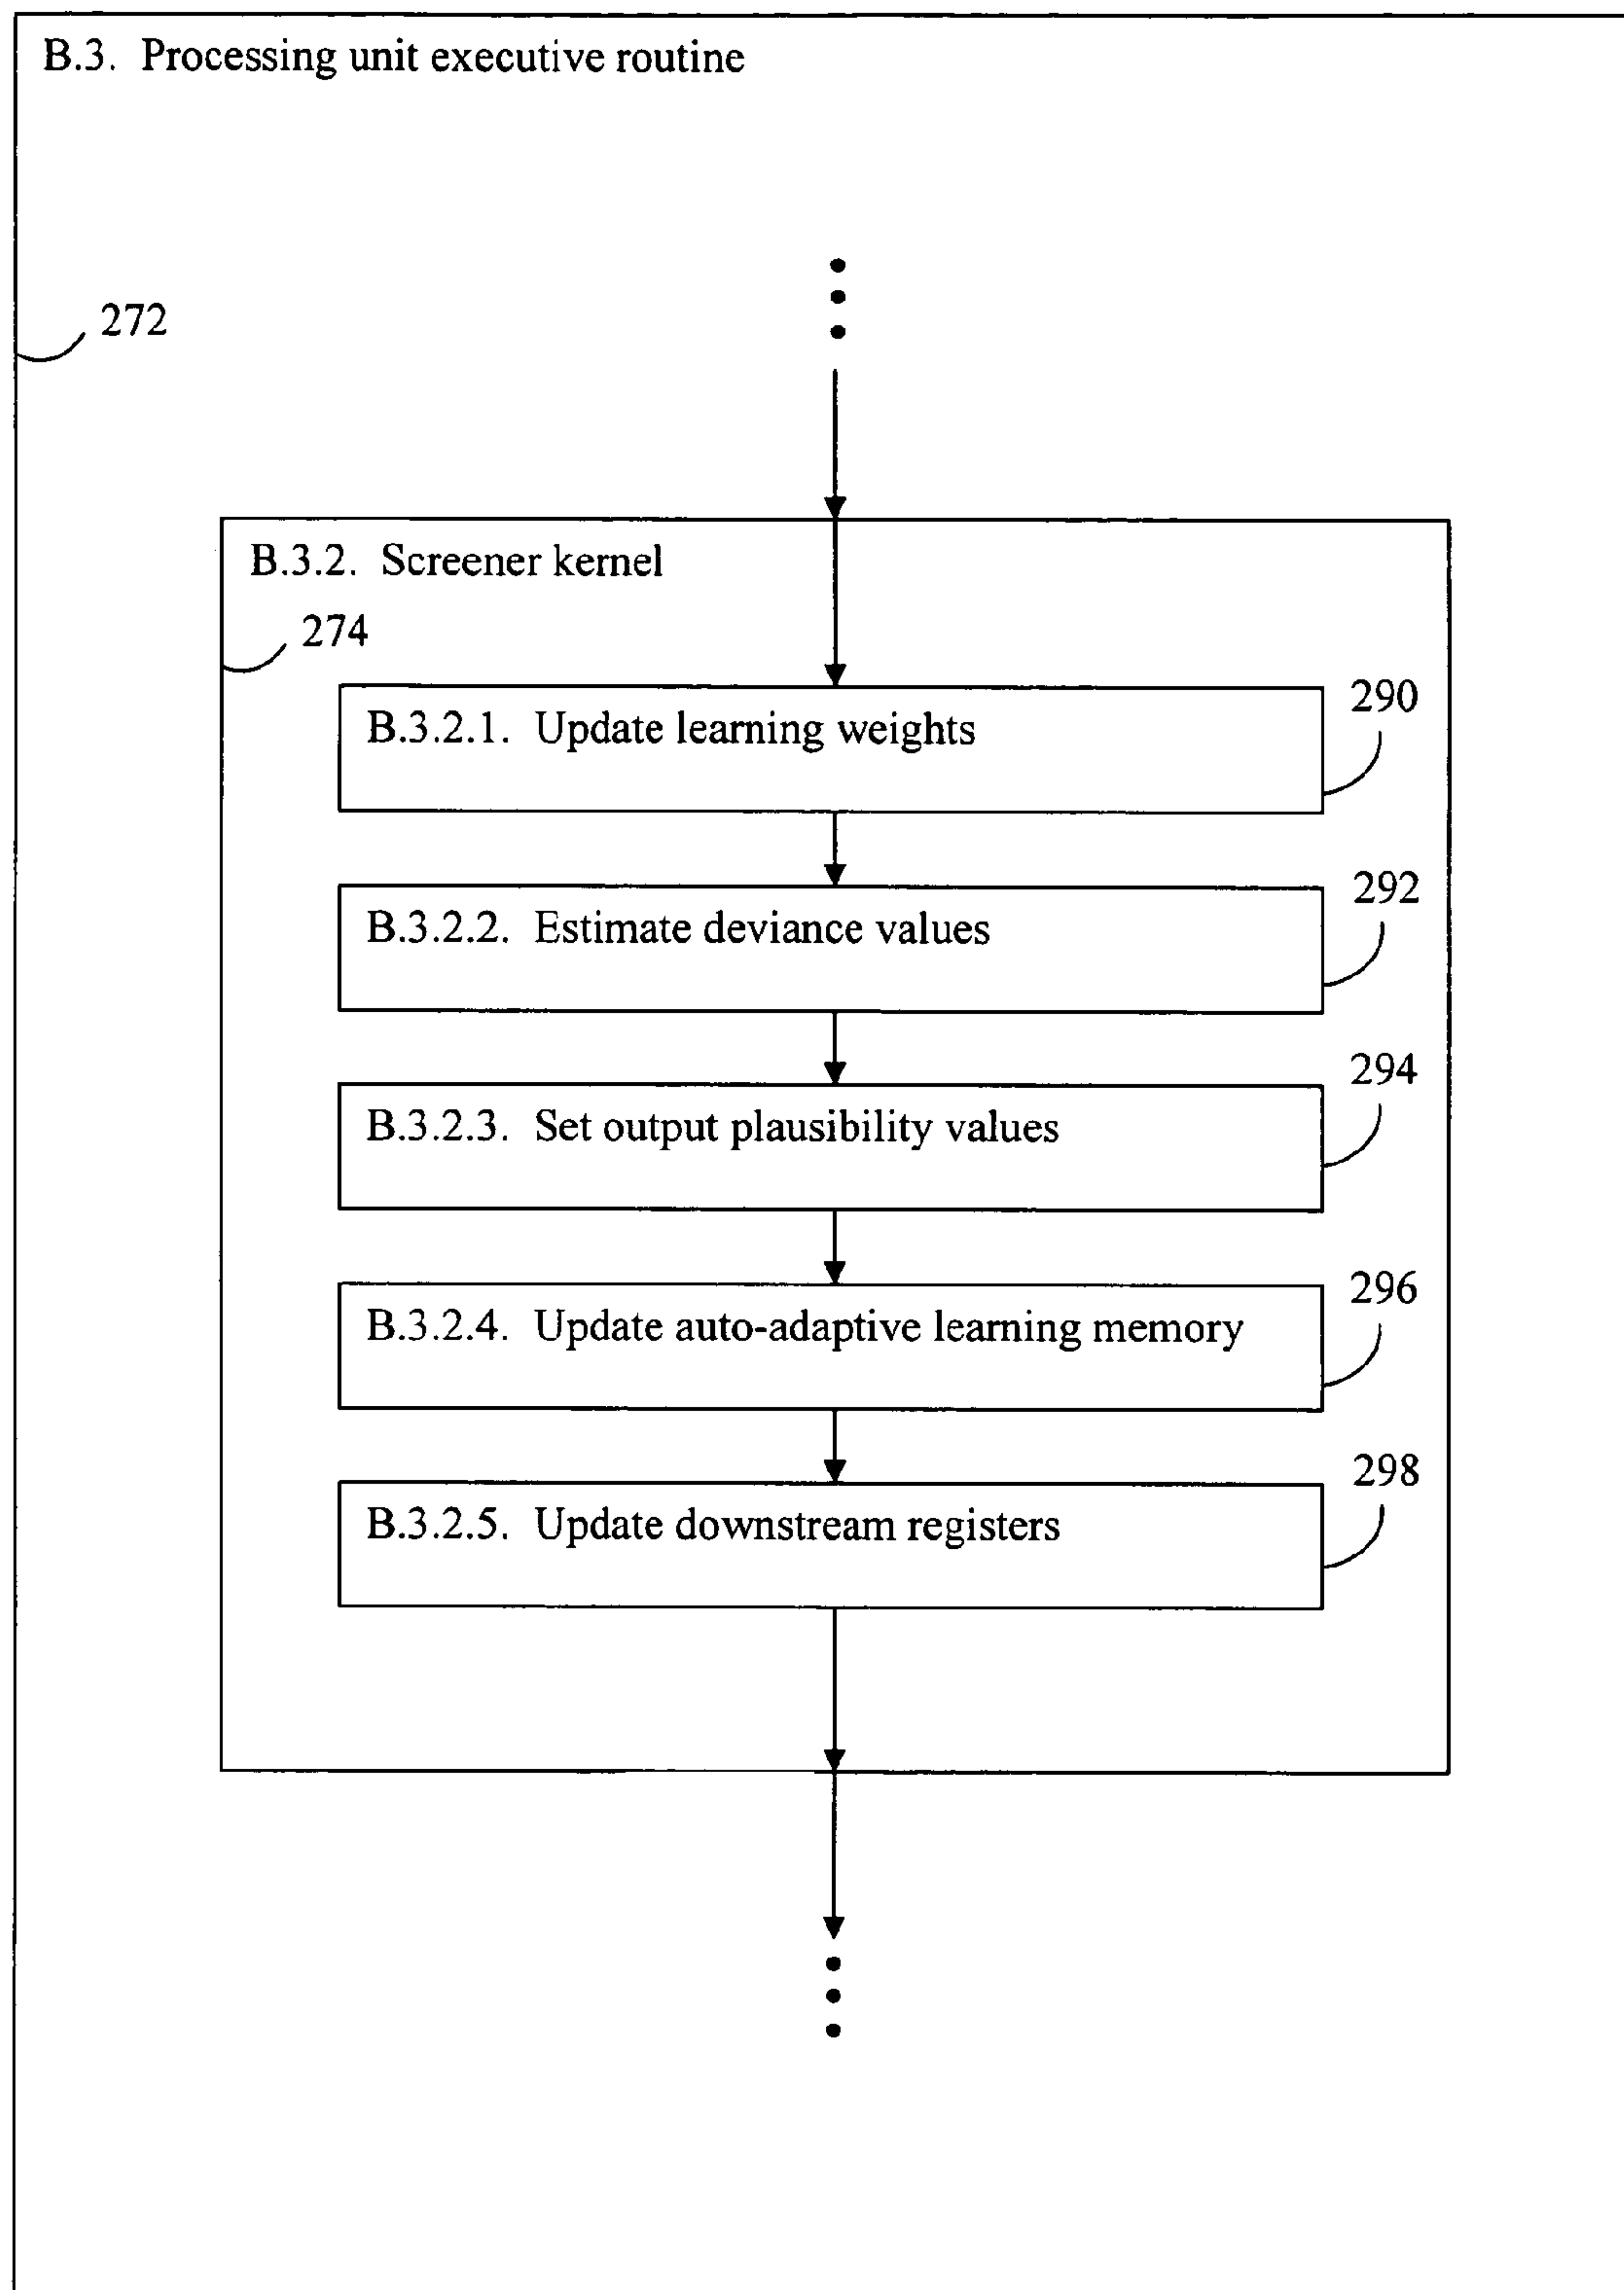 B.3. Processing unit executive routine
272
B.3.2. Screener kernel
274
B.3.2.1. Update learning weights
290
B.3.2.2. Estimate deviance values
292
B.3.2.3. Set output plausibility values
294
B.3.2.4. Update auto-adaptive learning memory
296
B.3.2.5. Update downstream registers
298